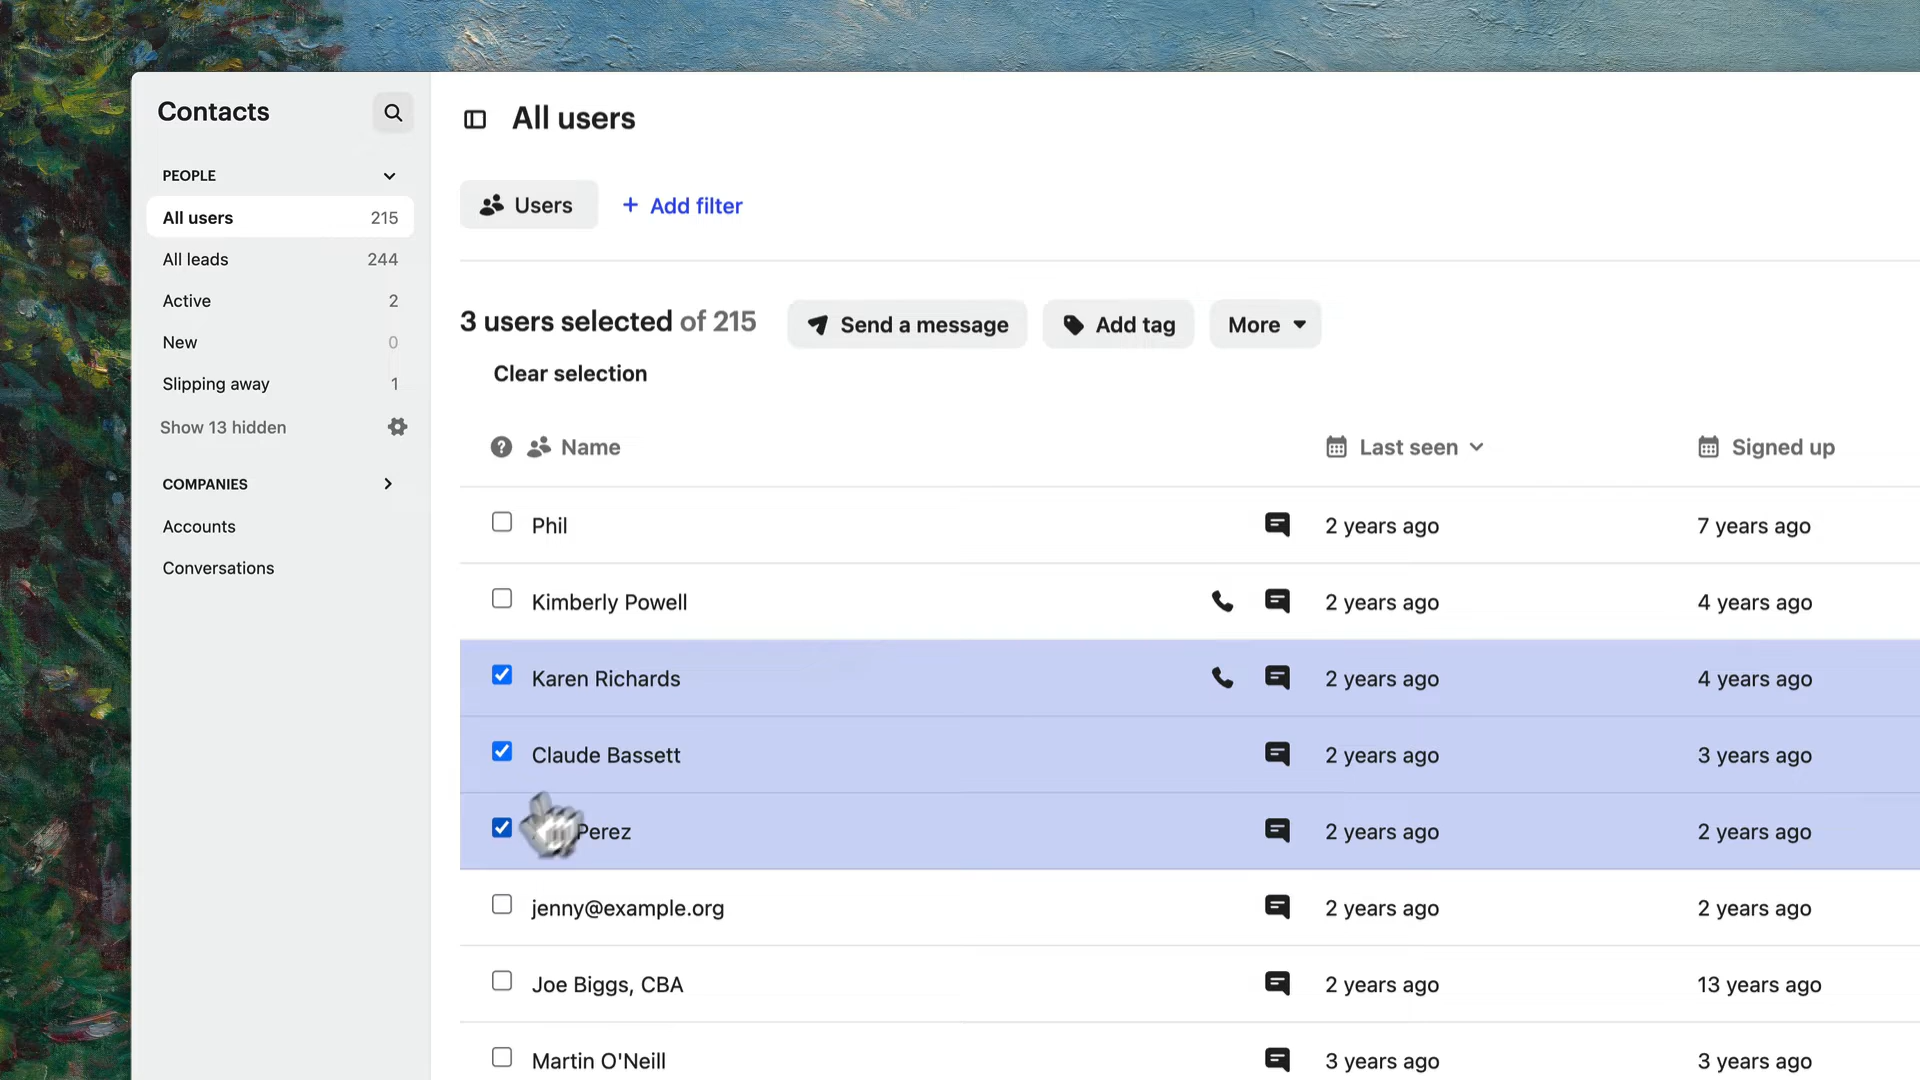 Contacts
PEOPLE
All users 215
All leads 244
Active 2
New 0
Slipping away 1
Show 13 hidden
COMPANIES
Accounts
Conversations
All users
Users
+ Add filter
3 users selected of 215
Send a message
Add tag
More
Clear selection
? Name Last seen Signed up
Phil 2 years ago 7 years ago
Kimberly Powell 2 years ago 4 years ago
Karen Richards 2 years ago 4 years ago
Claude Bassett 2 years ago 3 years ago
Perez 2 years ago 2 years ago
jenny@example.org 2 years ago 2 years ago
Joe Biggs, CBA 2 years ago 13 years ago
Martin O'Neill 3 years ago 3 years ago